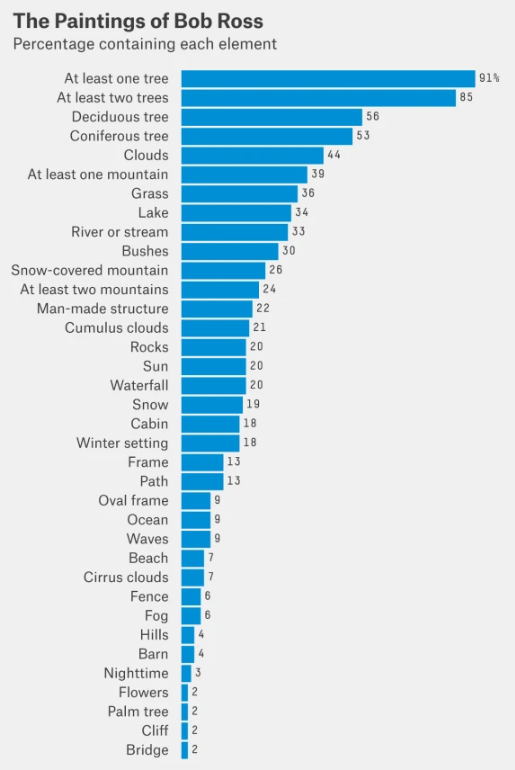 The Paintings of Bob Ross
Percentage containing each element
At least one tree 91%
At least two trees 85
Deciduous tree 56
Coniferous tree 53
Clouds 44
At least one mountain 39
Grass 36
Lake 34
River or stream 33
Bushes 30
Snow-covered mountain 26
At least two mountains 24
Man-made structure 22
Cumulus clouds 21
Rocks 20
Sun 20
Waterfall 20
Snow 19
Cabin 18
Winter setting 18
Frame 13
Path 13
Oval frame 9
Ocean 9
Waves 9
Beach 7
Cirrus clouds 7
Fence 6
Fog 6
Hills 4
Barn 4
Nighttime 3
Flowers 2
Palm tree 2
Cliff 2
Bridge 2